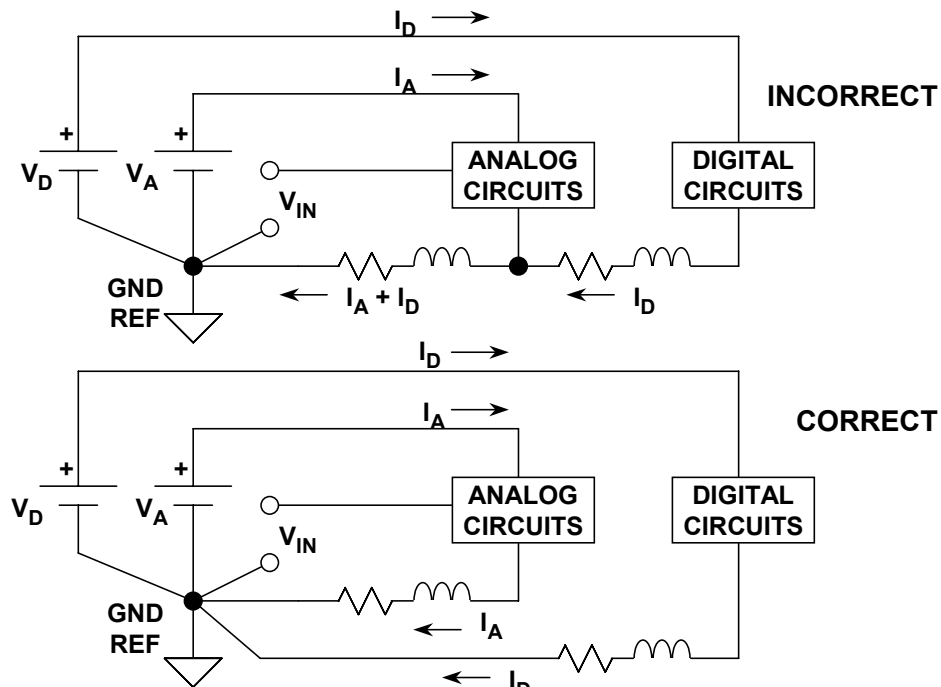 I_D
I_A
INCORRECT
+
+
V_D
V_A
V_IN
ANALOG
CIRCUITS
DIGITAL
CIRCUITS
GND
REF
I_A + I_D
I_D
I_D
I_A
CORRECT
+
+
V_D
V_A
V_IN
ANALOG
CIRCUITS
DIGITAL
CIRCUITS
GND
REF
I_A
I_D